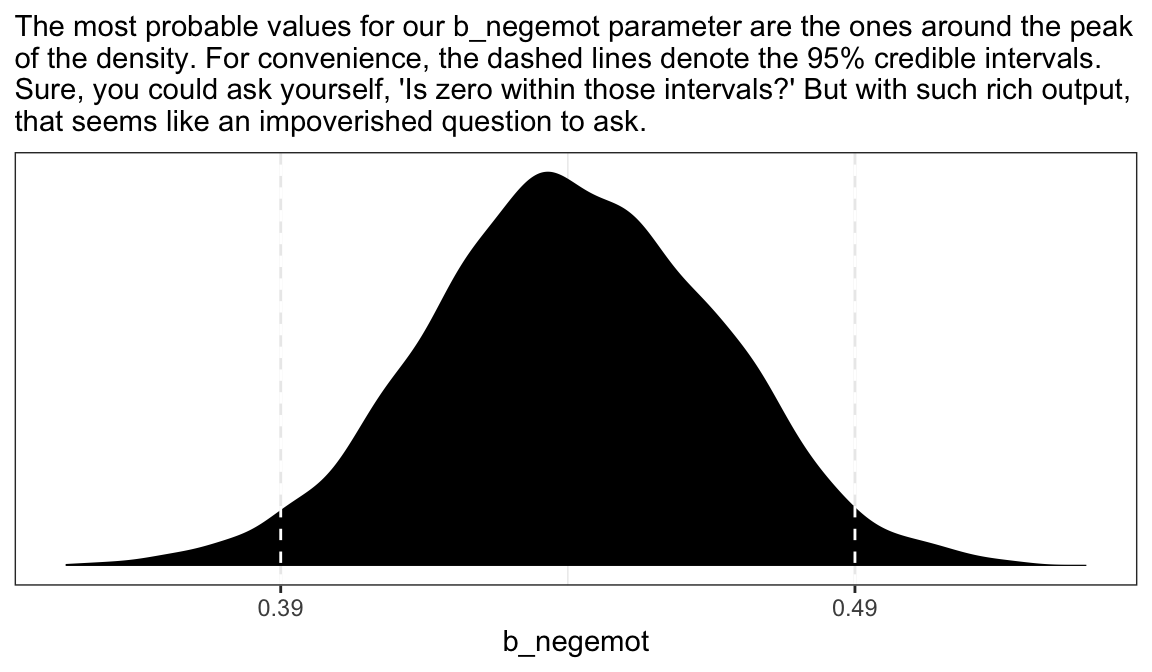 The most probable values for our b_negemot parameter are the ones around the peak
of the density. For convenience, the dashed lines denote the 95% credible intervals.
Sure, you could ask yourself, 'Is zero within those intervals?' But with such rich output,
that seems like an impoverished question to ask.
0.39
0.49
b_negemot